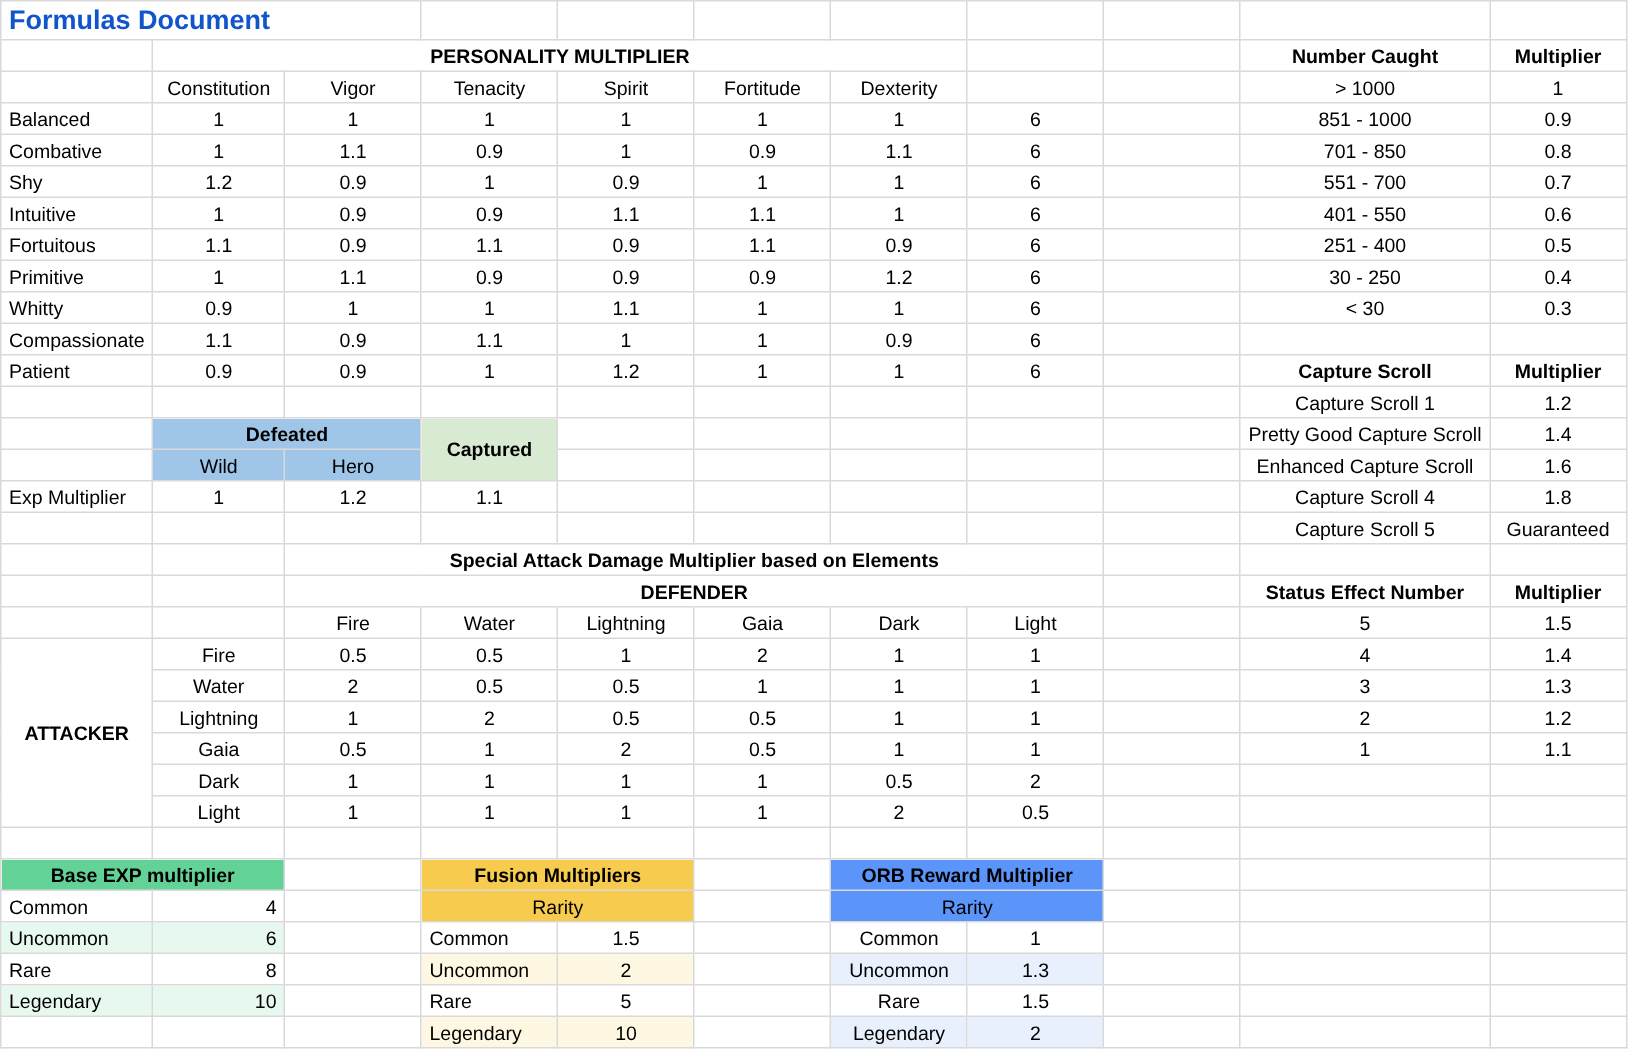 Formulas Document
PERSONALITY MULTIPLIER Number Caught Multiplier
Constitution Vigor Tenacity Spirit Fortitude Dexterity > 1000 1
Balanced 1 1 1 1 1 1 6 851 - 1000 0.9
Combative 1 1.1 0.9 1 0.9 1.1 6 701 - 850 0.8
Shy 1.2 0.9 1 0.9 1 1 6 551 - 700 0.7
Intuitive 1 0.9 0.9 1.1 1.1 1 6 401 - 550 0.6
Fortuitous 1.1 0.9 1.1 0.9 1.1 0.9 6 251 - 400 0.5
Primitive 1 1.1 0.9 0.9 0.9 1.2 6 30 - 250 0.4
Whitty 0.9 1 1 1.1 1 1 6 < 30 0.3
Compassionate 1.1 0.9 1.1 1 1 0.9 6
Patient 0.9 0.9 1 1.2 1 1 6 Capture Scroll Multiplier
Capture Scroll 1 1.2
Defeated Captured Pretty Good Capture Scroll 1.4
Wild Hero Enhanced Capture Scroll 1.6
Exp Multiplier 1 1.2 1.1 Capture Scroll 4 1.8
Capture Scroll 5 Guaranteed
Special Attack Damage Multiplier based on Elements
DEFENDER Status Effect Number Multiplier
Fire Water Lightning Gaia Dark Light 5 1.5
Fire 0.5 0.5 1 2 1 1 4 1.4
Water 2 0.5 0.5 1 1 1 3 1.3
ATTACKER Lightning 1 2 0.5 0.5 1 1 2 1.2
Gaia 0.5 1 2 0.5 1 1 1 1.1
Dark 1 1 1 1 0.5 2
Light 1 1 1 1 2 0.5
Base EXP multiplier Fusion Multipliers ORB Reward Multiplier
Common 4 Rarity Rarity
Uncommon 6 Common 1.5 Common 1
Rare 8 Uncommon 2 Uncommon 1.3
Legendary 10 Rare 5 Rare 1.5
Legendary 10 Legendary 2